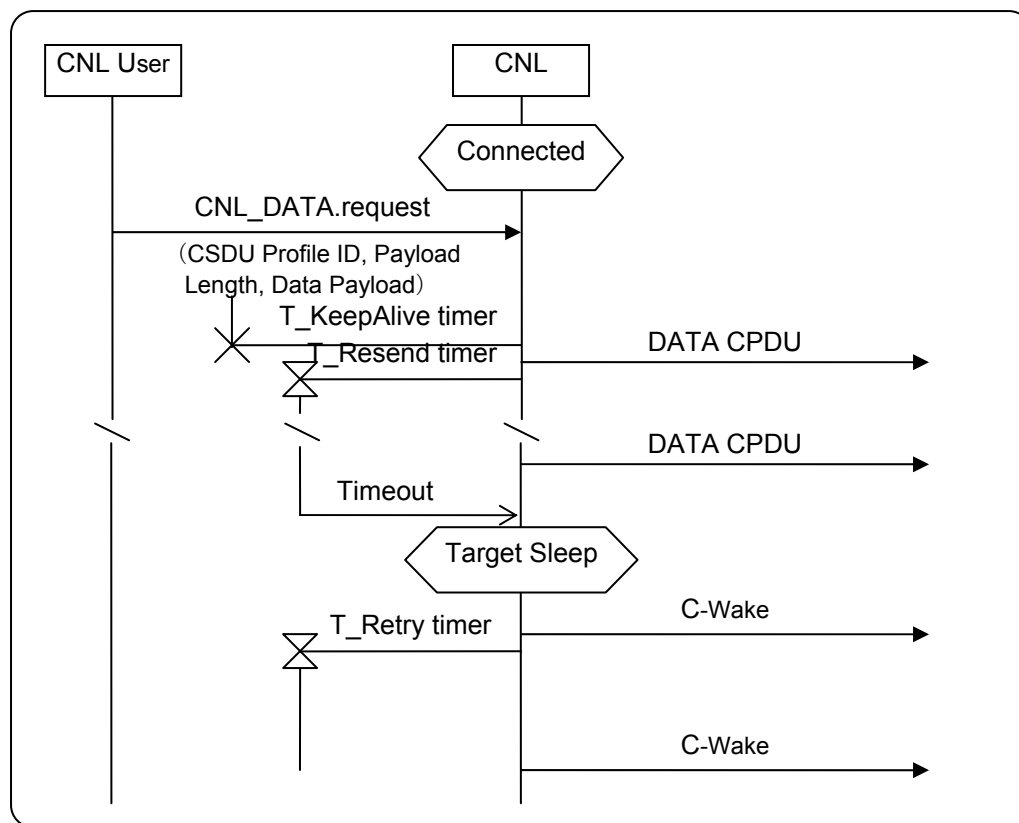 CNL User
CNL
Connected
CNL_DATA.request
（CSDU Profile ID, Payload
Length, Data Payload）
T_KeepAlive timer
DATA CPDU
T_Resend timer
DATA CPDU
Timeout
Target Sleep
C-Wake
T_Retry timer
C-Wake